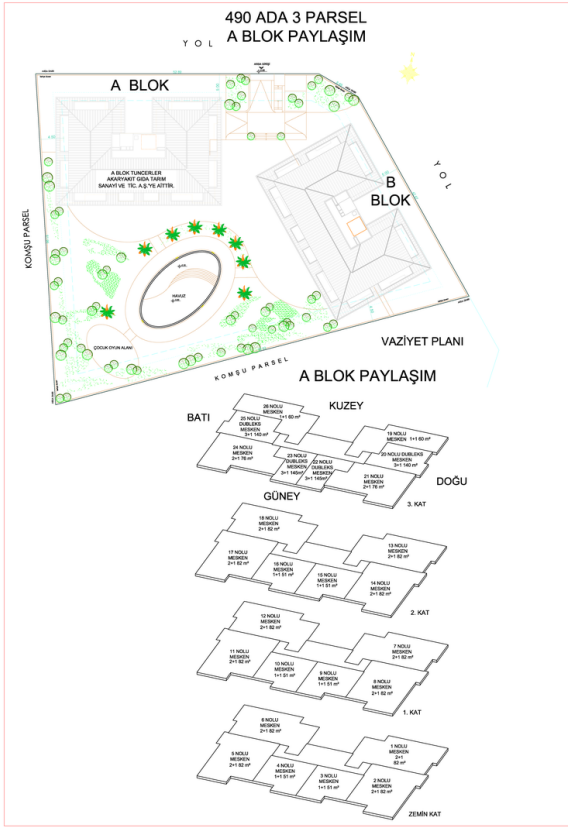 490 ADA 3 PARSEL
A BLOK PAYLAŞIM
YOL
A BLOK
A BLOK TUNCERLER
AKARYAKIT GIDA TARIM
SANAYİ VE TİC. A.Ş.'YE AİTTİR.
B
BLOK
YOL
KOMŞU PARSEL
HAVUZ
ÇOCUK OYUN ALANI
KOMŞU PARSEL
VAZİYET PLANI
A BLOK PAYLAŞIM
BATI
KUZEY
26 NOLU
MESKEN
1+1 60 m²
25 NOLU
DUBLEKS
MESKEN
3+1 140 m²
19 NOLU
MESKEN 1+1 60 m²
20 NOLU DUBLEKS
MESKEN
3+1 140 m²
24 NOLU
MESKEN
2+1 76 m²
23 NOLU
DUBLEKS
MESKEN
3+1 145m²
22 NOLU
DUBLEKS
MESKEN
3+1 145m²
21 NOLU
MESKEN
2+1 76 m²
DOĞU
GÜNEY
3. KAT
18 NOLU
MESKEN
2+1 82 m²
13 NOLU
MESKEN
2+1 82 m²
17 NOLU
MESKEN
2+1 82 m²
16 NOLU
MESKEN
1+1 51 m²
15 NOLU
MESKEN
1+1 51 m²
14 NOLU
MESKEN
2+1 82 m²
2. KAT
12 NOLU
MESKEN
2+1 82 m²
7 NOLU
MESKEN
2+1 82 m²
11 NOLU
MESKEN
2+1 82 m²
10 NOLU
MESKEN
1+1 51 m²
9 NOLU
MESKEN
1+1 51 m²
8 NOLU
MESKEN
2+1 82 m²
1. KAT
6 NOLU
MESKEN
2+1 82 m²
1 NOLU
MESKEN
2+1
82 m²
5 NOLU
MESKEN
2+1 82 m²
4 NOLU
MESKEN
1+1 51 m²
3 NOLU
MESKEN
1+1 51 m²
2 NOLU
MESKEN
2+1 82 m²
ZEMİN KAT